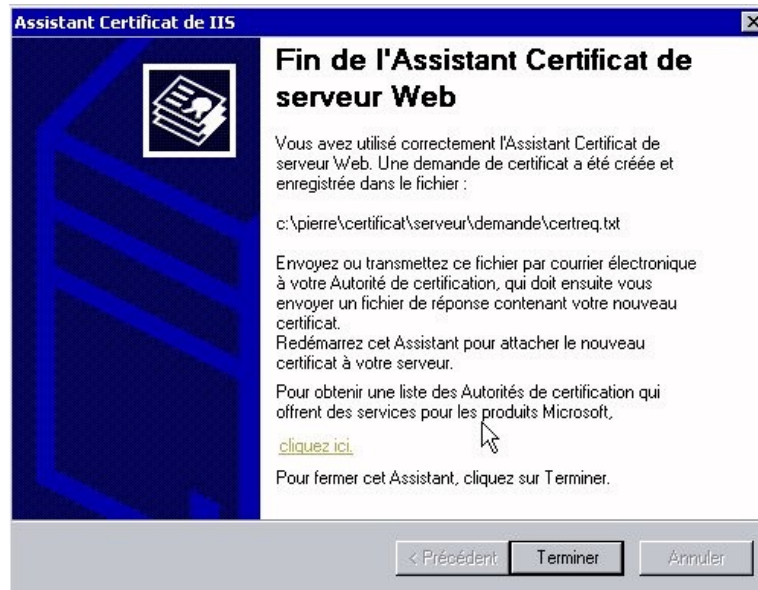 Assistant Certificat de IIS
Fin de l'Assistant Certificat de
serveur Web
Vous avez utilisé correctement l'Assistant Certificat de
serveur Web. Une demande de certificat a été créée et
enregistrée dans le fichier :
c:\pierre\certificat\serveur\demande\certreq.txt
Envoyez ou transmettez ce fichier par courrier électronique
à votre Autorité de certification, qui doit ensuite vous
envoyer un fichier de réponse contenant votre nouveau
certificat.
Redémarrez cet Assistant pour attacher le nouveau
certificat à votre serveur.
Pour obtenir une liste des Autorités de certification qui
offrent des services pour les produits Microsoft,
cliquez ici.
Pour fermer cet Assistant, cliquez sur Terminer.
< Précédent Terminer Annuler